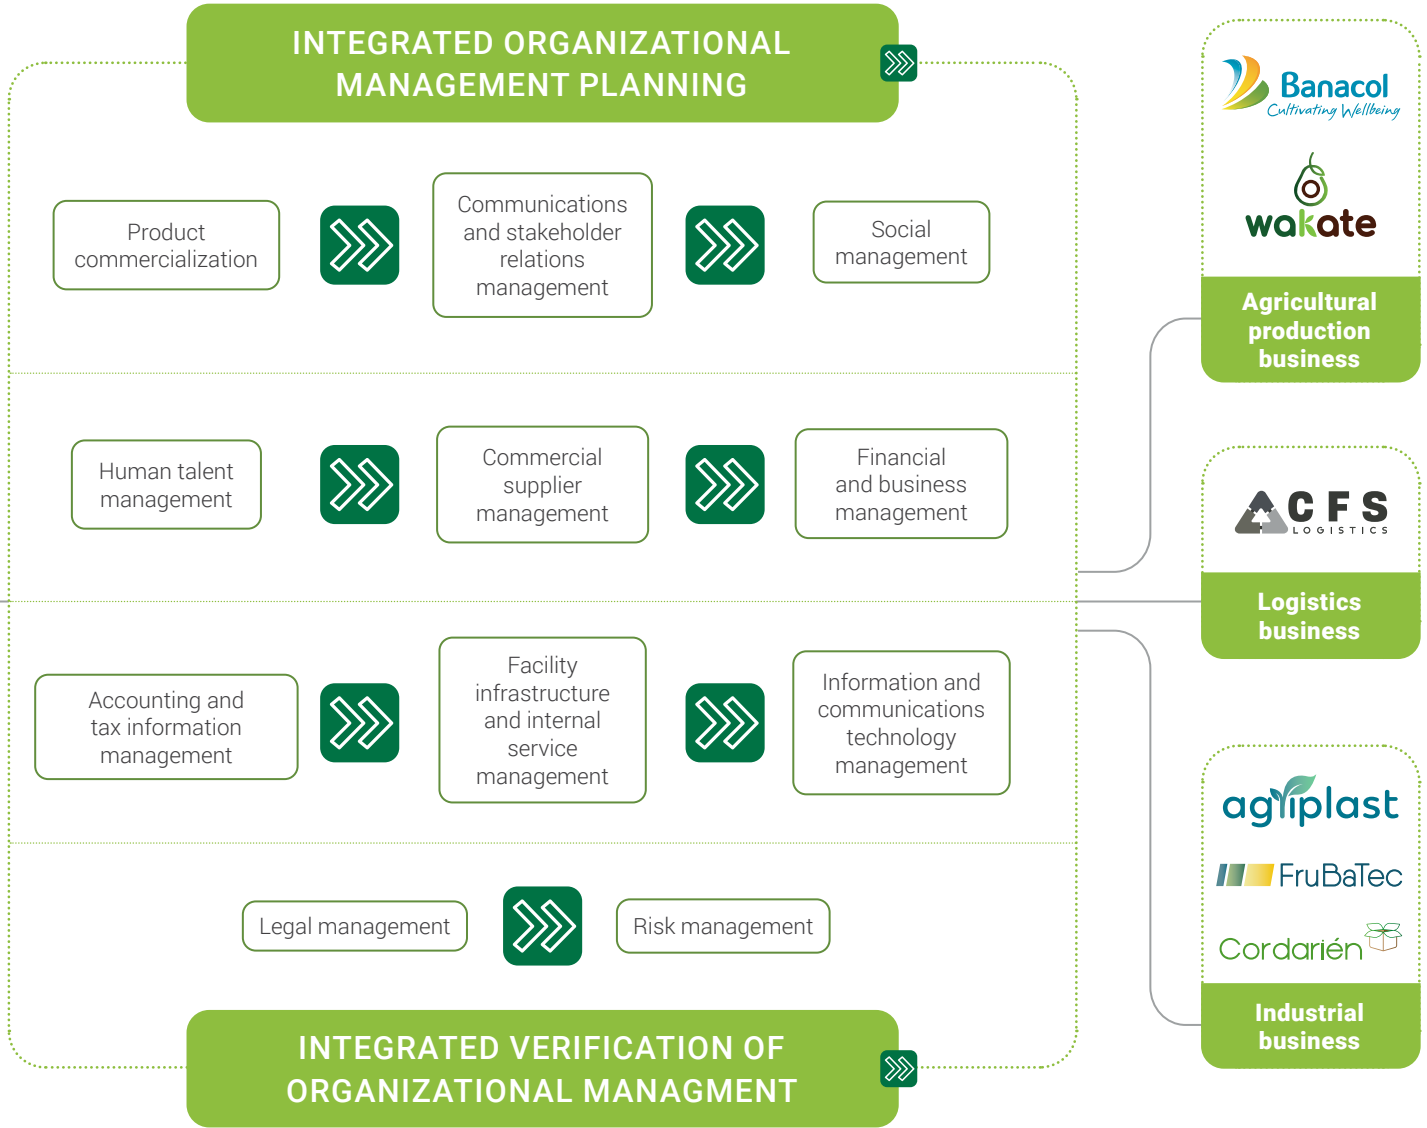 INTEGRATED ORGANIZATIONAL
MANAGEMENT PLANNING
Product
commercialization
Communications
and stakeholder
relations
management
Social
management
Human talent
management
Commercial
supplier
management
Financial
and business
management
Accounting and
tax information
management
Facility
infrastructure
and internal
service
management
Information and
communications
technology
management
Legal management
Risk management
INTEGRATED VERIFICATION OF
ORGANIZATIONAL MANAGMENT
Banacol
Cultivating Wellbeing
wakate
Agricultural
production
business
CFS
LOGISTICS
Logistics
business
agriplast
FruBaTec
Cordarién
Industrial
business